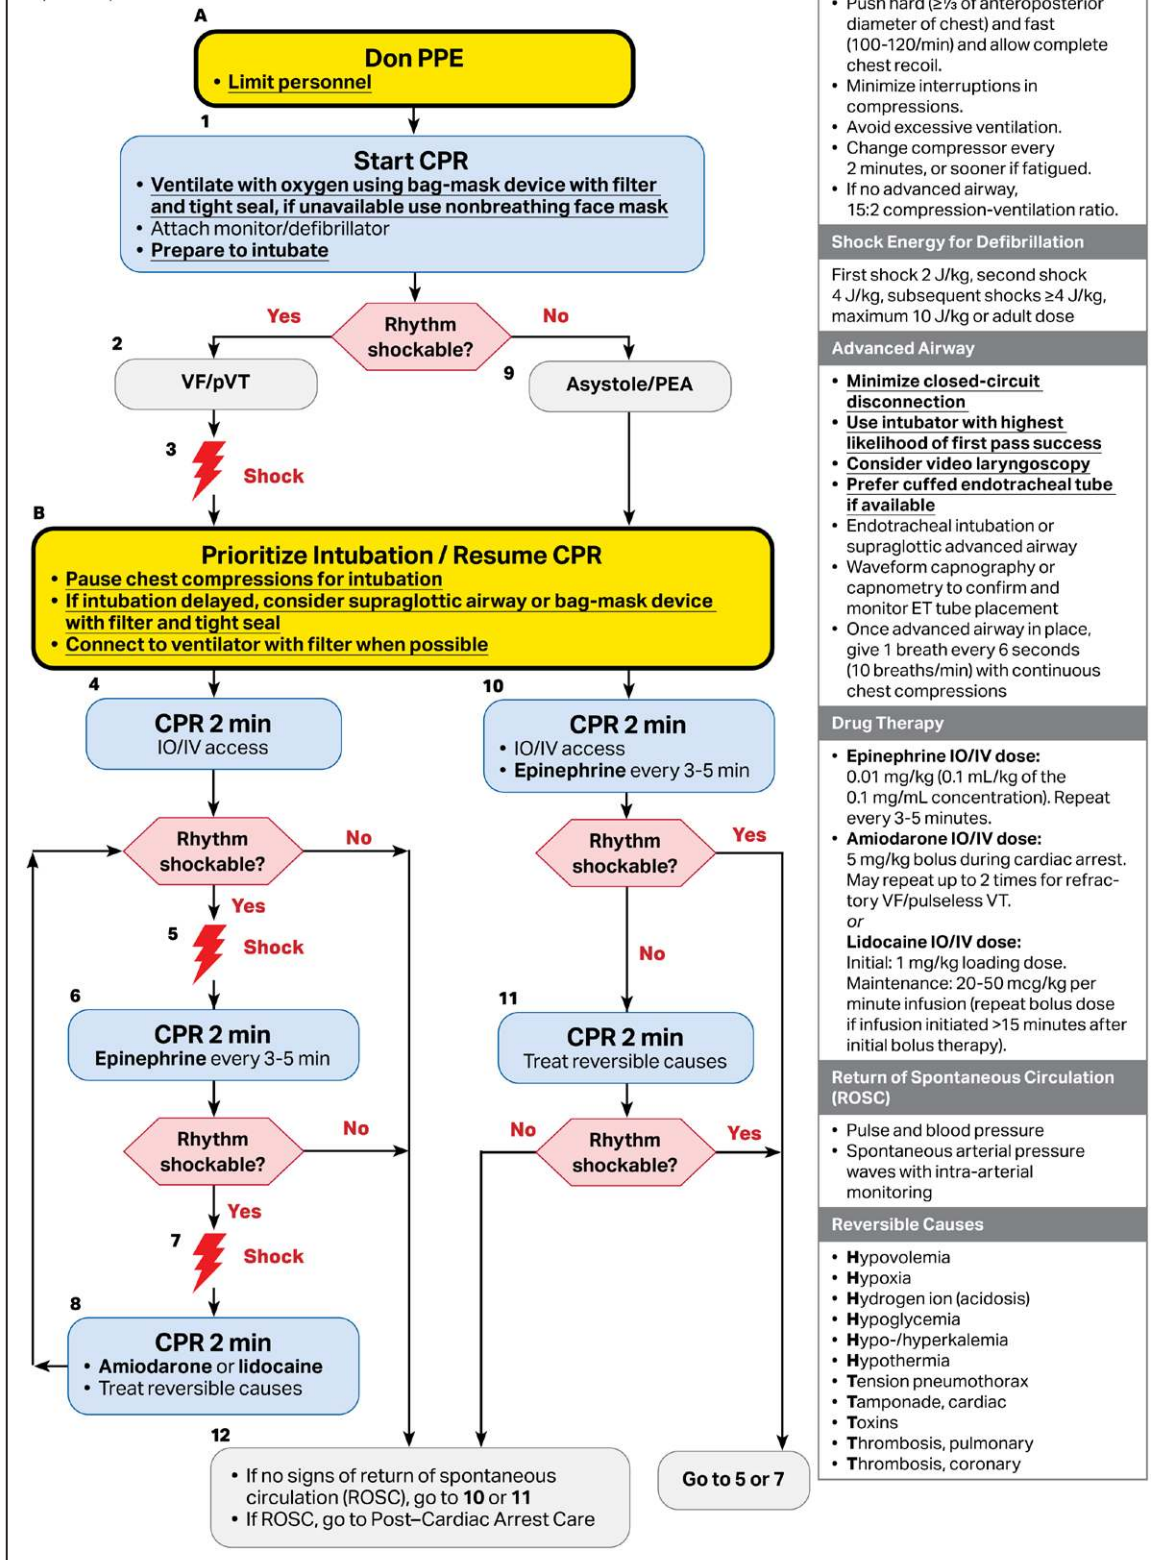 A
Don PPE
• Limit personnel
1
Start CPR
• Ventilate with oxygen using bag-mask device with filter
and tight seal, if unavailable use nonbreathing face mask
• Attach monitor/defibrillator
• Prepare to intubate
Yes
Rhythm
shockable?
No
2
VF/pVT
9
Asystole/PEA
3
Shock
B
Prioritize Intubation / Resume CPR
• Pause chest compressions for intubation
• If intubation delayed, consider supraglottic airway or bag-mask device
with filter and tight seal
• Connect to ventilator with filter when possible
4
CPR 2 min
IO/IV access
Rhythm
shockable?
No
Yes
5
Shock
6
CPR 2 min
Epinephrine every 3-5 min
Rhythm
shockable?
No
Yes
7
Shock
8
CPR 2 min
• Amiodarone or lidocaine
• Treat reversible causes
10
CPR 2 min
• IO/IV access
• Epinephrine every 3-5 min
Rhythm
shockable?
Yes
No
11
CPR 2 min
Treat reversible causes
No
Rhythm
shockable?
Yes
12
• If no signs of return of spontaneous
circulation (ROSC), go to 10 or 11
• If ROSC, go to Post–Cardiac Arrest Care
Go to 5 or 7
• Push hard (≥⅓ of anteroposterior
diameter of chest) and fast
(100-120/min) and allow complete
chest recoil.
• Minimize interruptions in
compressions.
• Avoid excessive ventilation.
• Change compressor every
2 minutes, or sooner if fatigued.
• If no advanced airway,
15:2 compression-ventilation ratio.
Shock Energy for Defibrillation
First shock 2 J/kg, second shock
4 J/kg, subsequent shocks ≥4 J/kg,
maximum 10 J/kg or adult dose
Advanced Airway
• Minimize closed-circuit
disconnection
• Use intubator with highest
likelihood of first pass success
• Consider video laryngoscopy
• Prefer cuffed endotracheal tube
if available
• Endotracheal intubation or
supraglottic advanced airway
• Waveform capnography or
capnometry to confirm and
monitor ET tube placement
• Once advanced airway in place,
give 1 breath every 6 seconds
(10 breaths/min) with continuous
chest compressions
Drug Therapy
• Epinephrine IO/IV dose:
0.01 mg/kg (0.1 mL/kg of the
0.1 mg/mL concentration). Repeat
every 3-5 minutes.
• Amiodarone IO/IV dose:
5 mg/kg bolus during cardiac arrest.
May repeat up to 2 times for refrac-
tory VF/pulseless VT.
or
Lidocaine IO/IV dose:
Initial: 1 mg/kg loading dose.
Maintenance: 20-50 mcg/kg per
minute infusion (repeat bolus dose
if infusion initiated >15 minutes after
initial bolus therapy).
Return of Spontaneous Circulation
(ROSC)
• Pulse and blood pressure
• Spontaneous arterial pressure
waves with intra-arterial
monitoring
Reversible Causes
• Hypovolemia
• Hypoxia
• Hydrogen ion (acidosis)
• Hypoglycemia
• Hypo-/hyperkalemia
• Hypothermia
• Tension pneumothorax
• Tamponade, cardiac
• Toxins
• Thrombosis, pulmonary
• Thrombosis, coronary